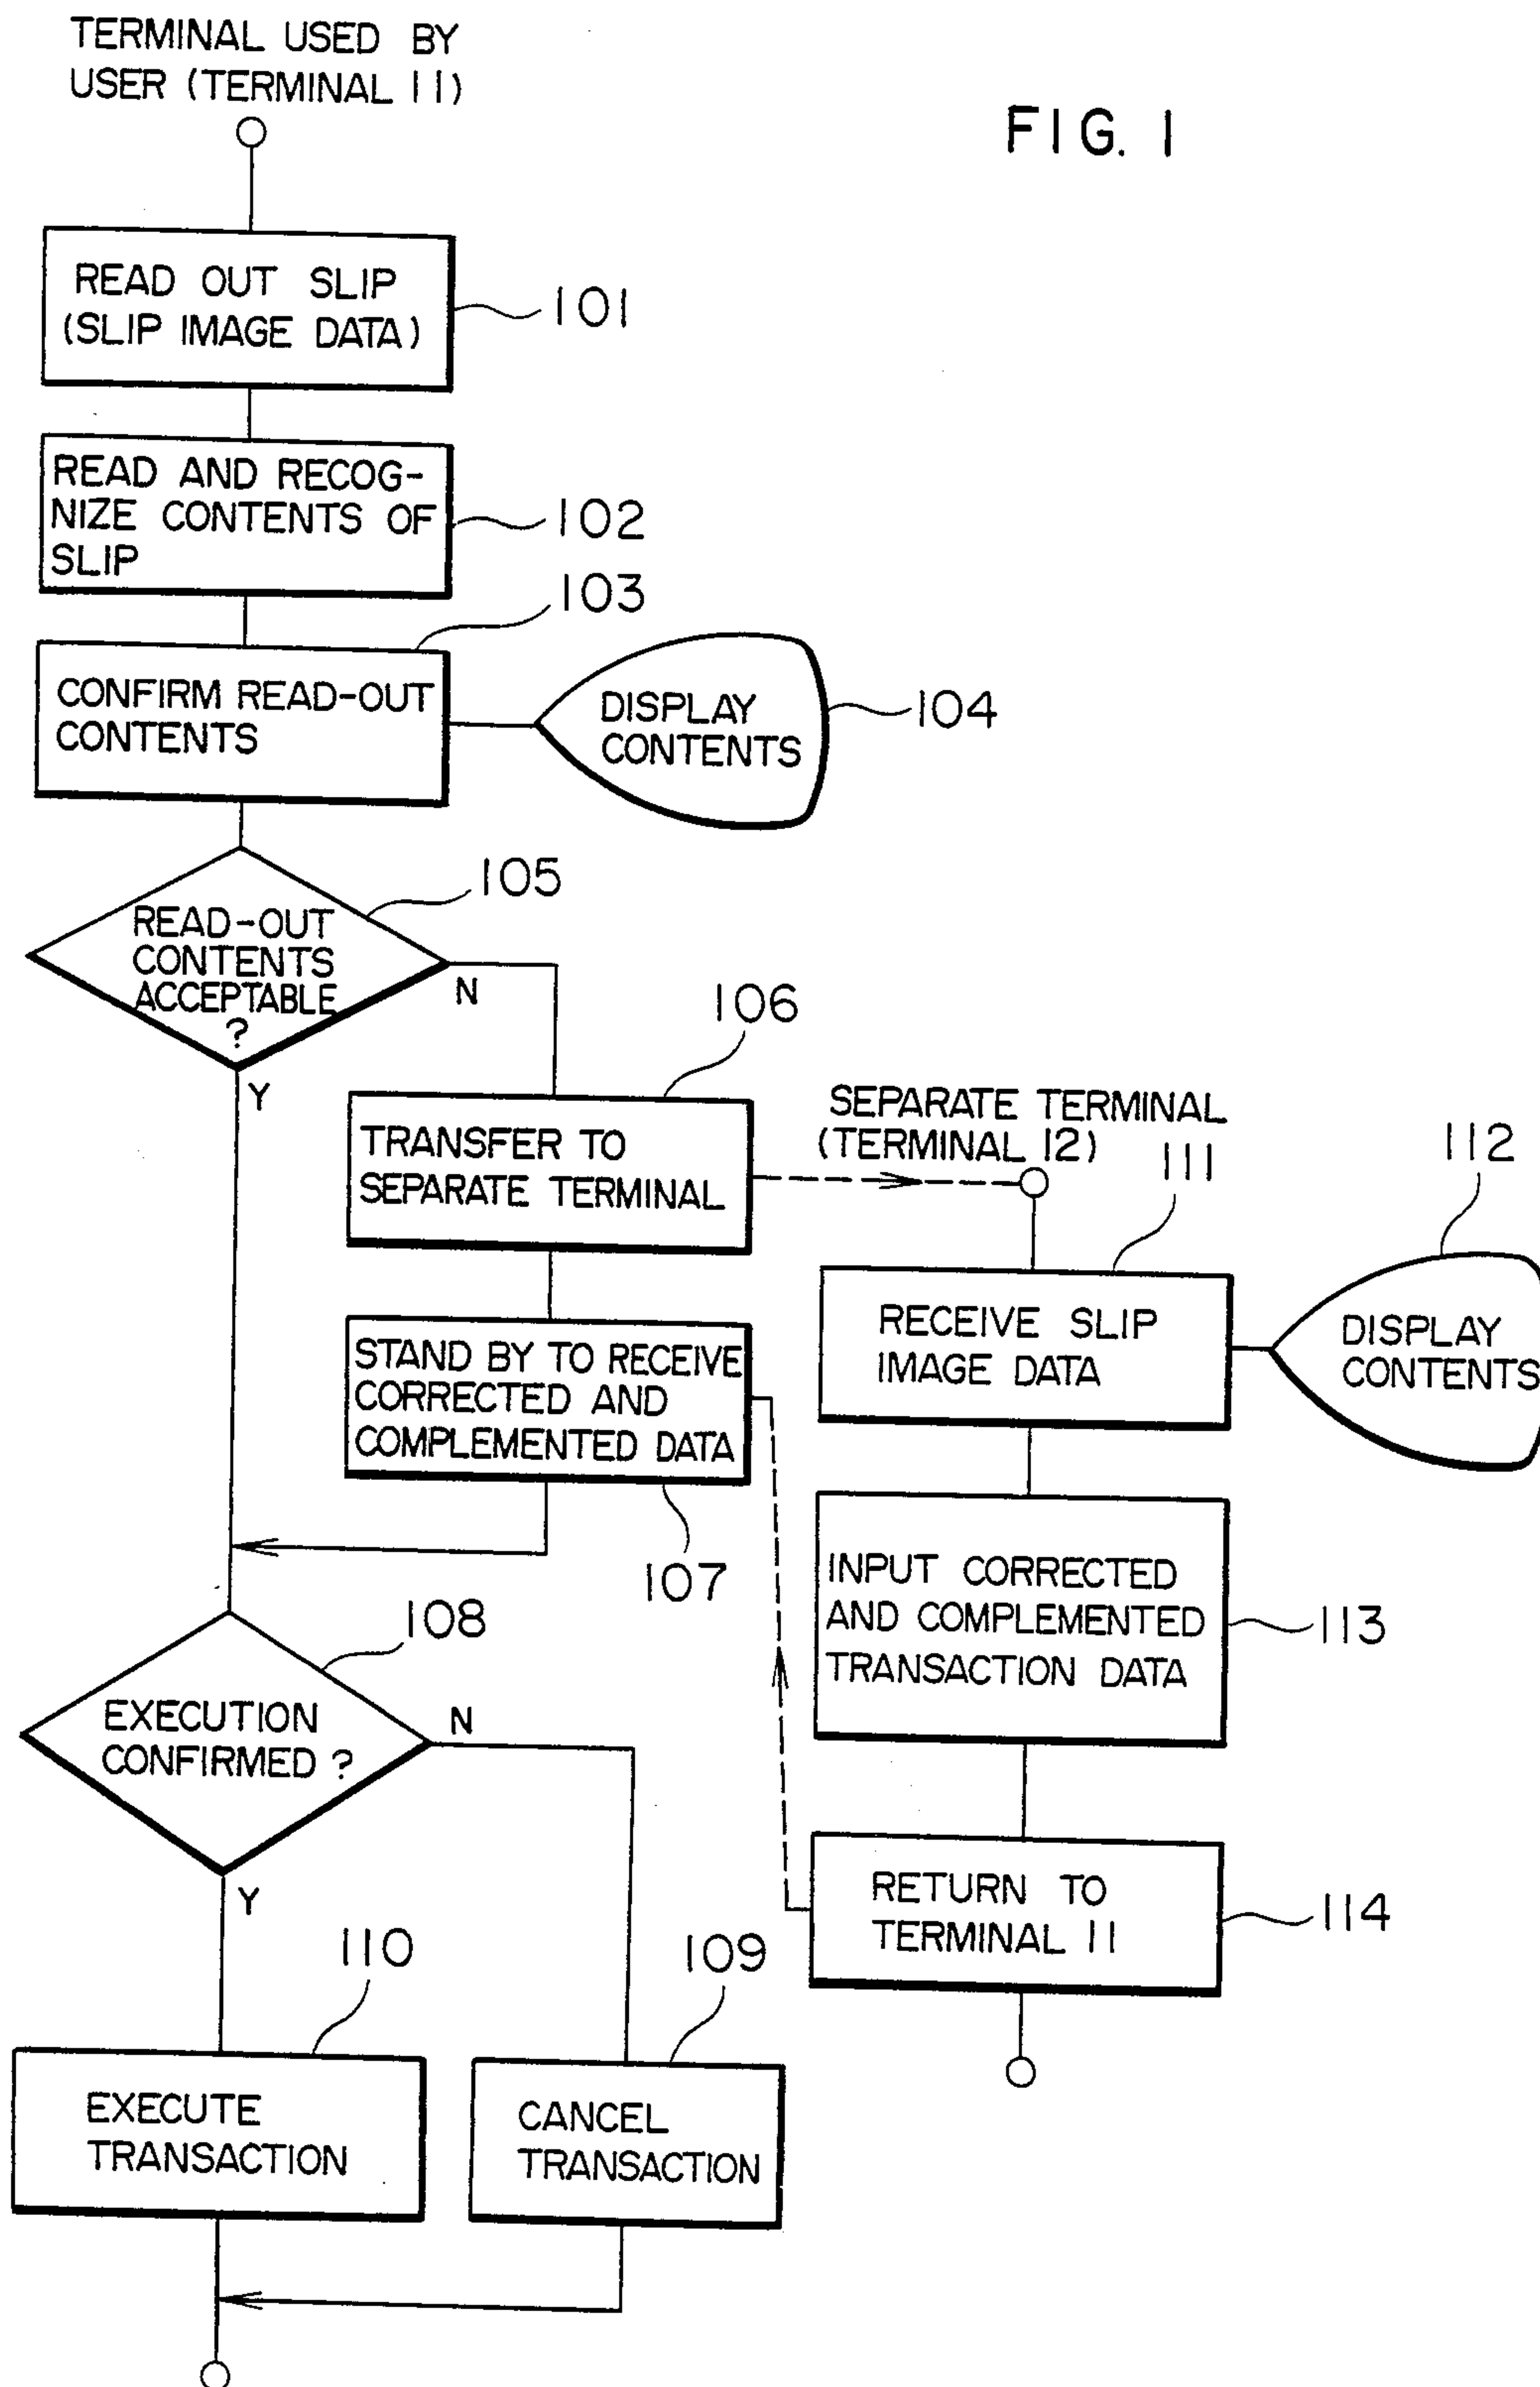 TERMINAL USED BY
USER (TERMINAL 11)
FIG. 1
READ OUT SLIP
(SLIP IMAGE DATA)
101
READ AND RECOG-
NIZE CONTENTS OF
SLIP
102
103
CONFIRM READ-OUT
CONTENTS
DISPLAY
CONTENTS
104
105
READ-OUT
CONTENTS
ACCEPTABLE
?
N
Y
106
TRANSFER TO
SEPARATE TERMINAL
SEPARATE TERMINAL
(TERMINAL 12)
111
112
RECEIVE SLIP
IMAGE DATA
DISPLAY
CONTENTS
STAND BY TO RECEIVE
CORRECTED AND
COMPLEMENTED DATA
107
INPUT CORRECTED
AND COMPLEMENTED
TRANSACTION DATA
113
108
EXECUTION
CONFIRMED ?
N
Y
RETURN TO
TERMINAL 11
114
110
109
EXECUTE
TRANSACTION
CANCEL
TRANSACTION